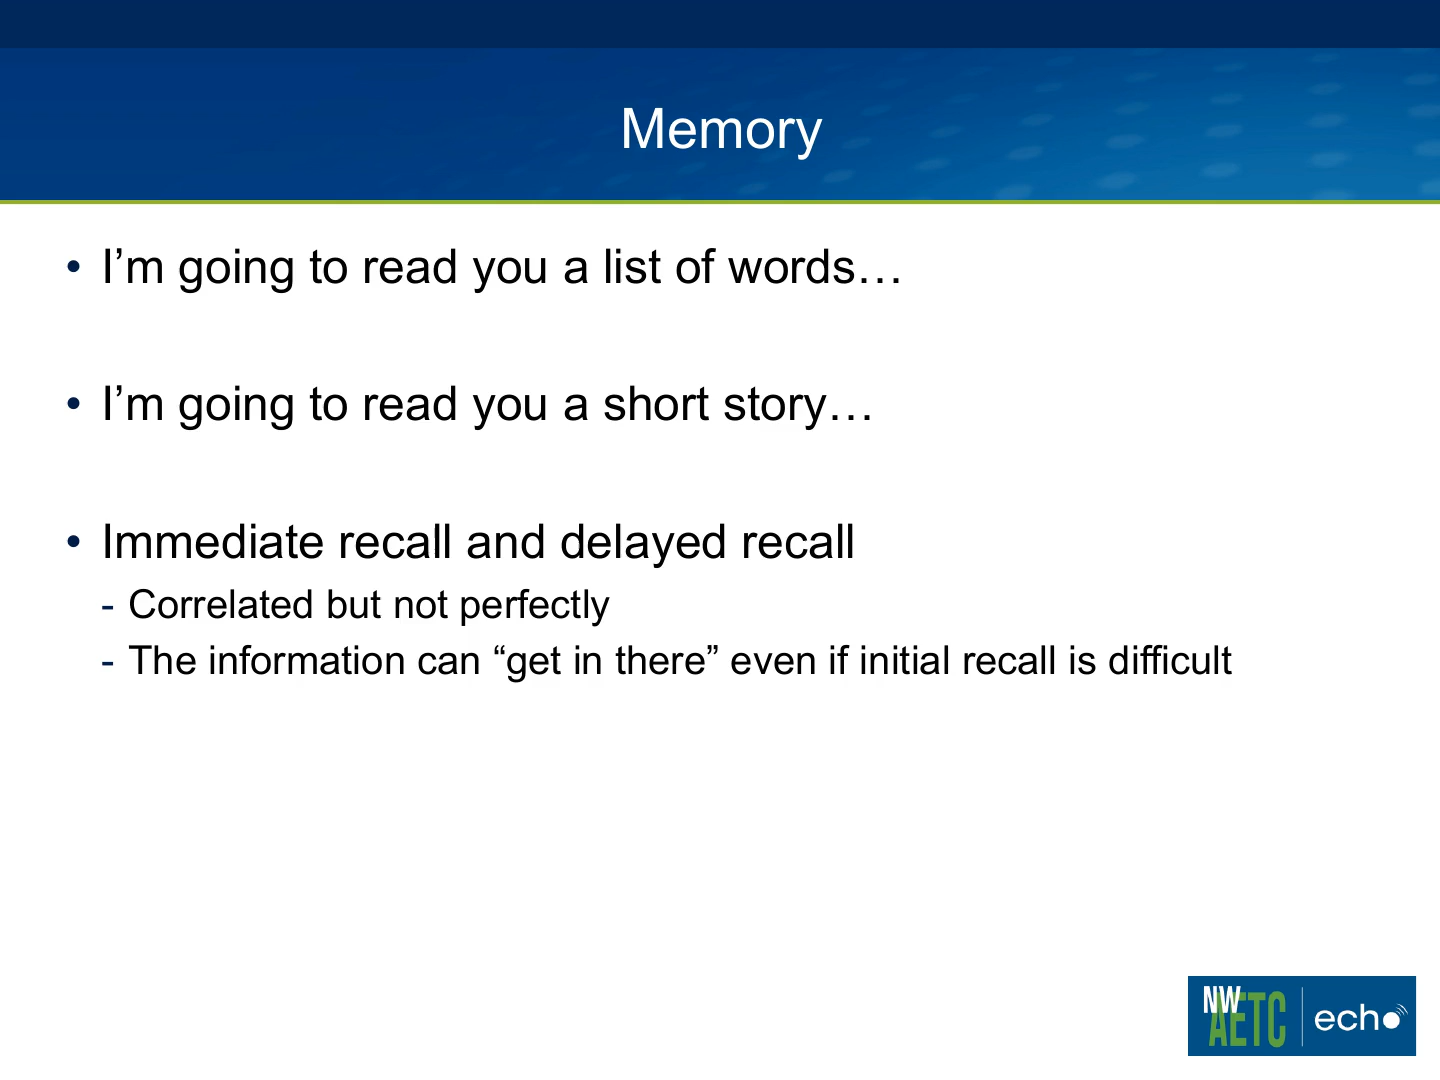 Memory
• I’m going to read you a list of words…
• I’m going to read you a short story…
• Immediate recall and delayed recall
- Correlated but not perfectly
- The information can “get in there” even if initial recall is difficult
NW
AETC
echo